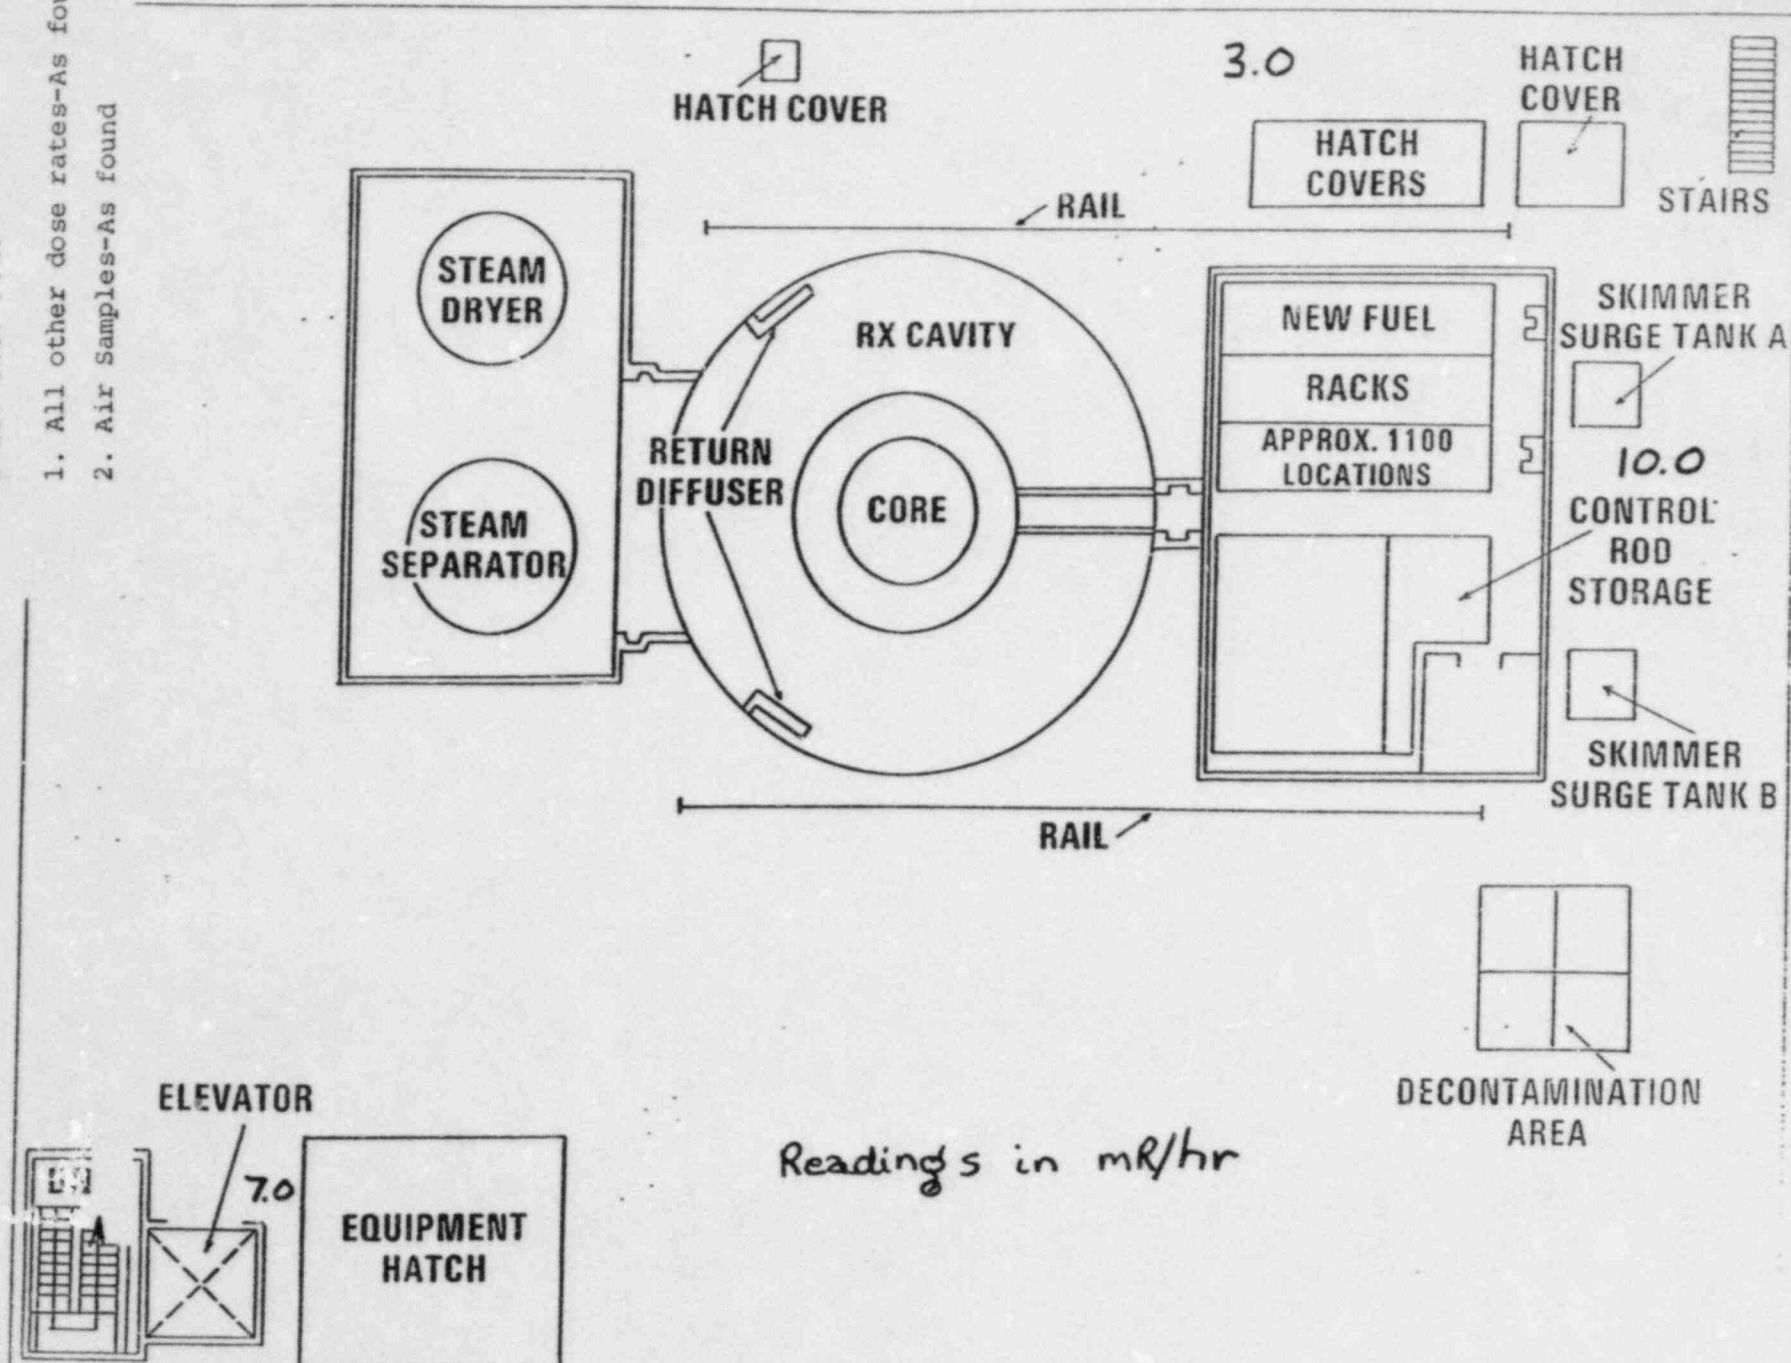 1. All other dose rates-As fou
2. Air Samples-As found
HATCH COVER
3.0
HATCH
COVER
HATCH
COVERS
STAIRS
RAIL
STEAM
DRYER
RX CAVITY
NEW FUEL
RACKS
APPROX. 1100
LOCATIONS
SKIMMER
SURGE TANK A
RETURN
DIFFUSER
CORE
10.0
CONTROL
ROD
STORAGE
STEAM
SEPARATOR
SKIMMER
SURGE TANK B
RAIL
DECONTAMINATION
AREA
ELEVATOR
7.0
EQUIPMENT
HATCH
Readings in mR/hr